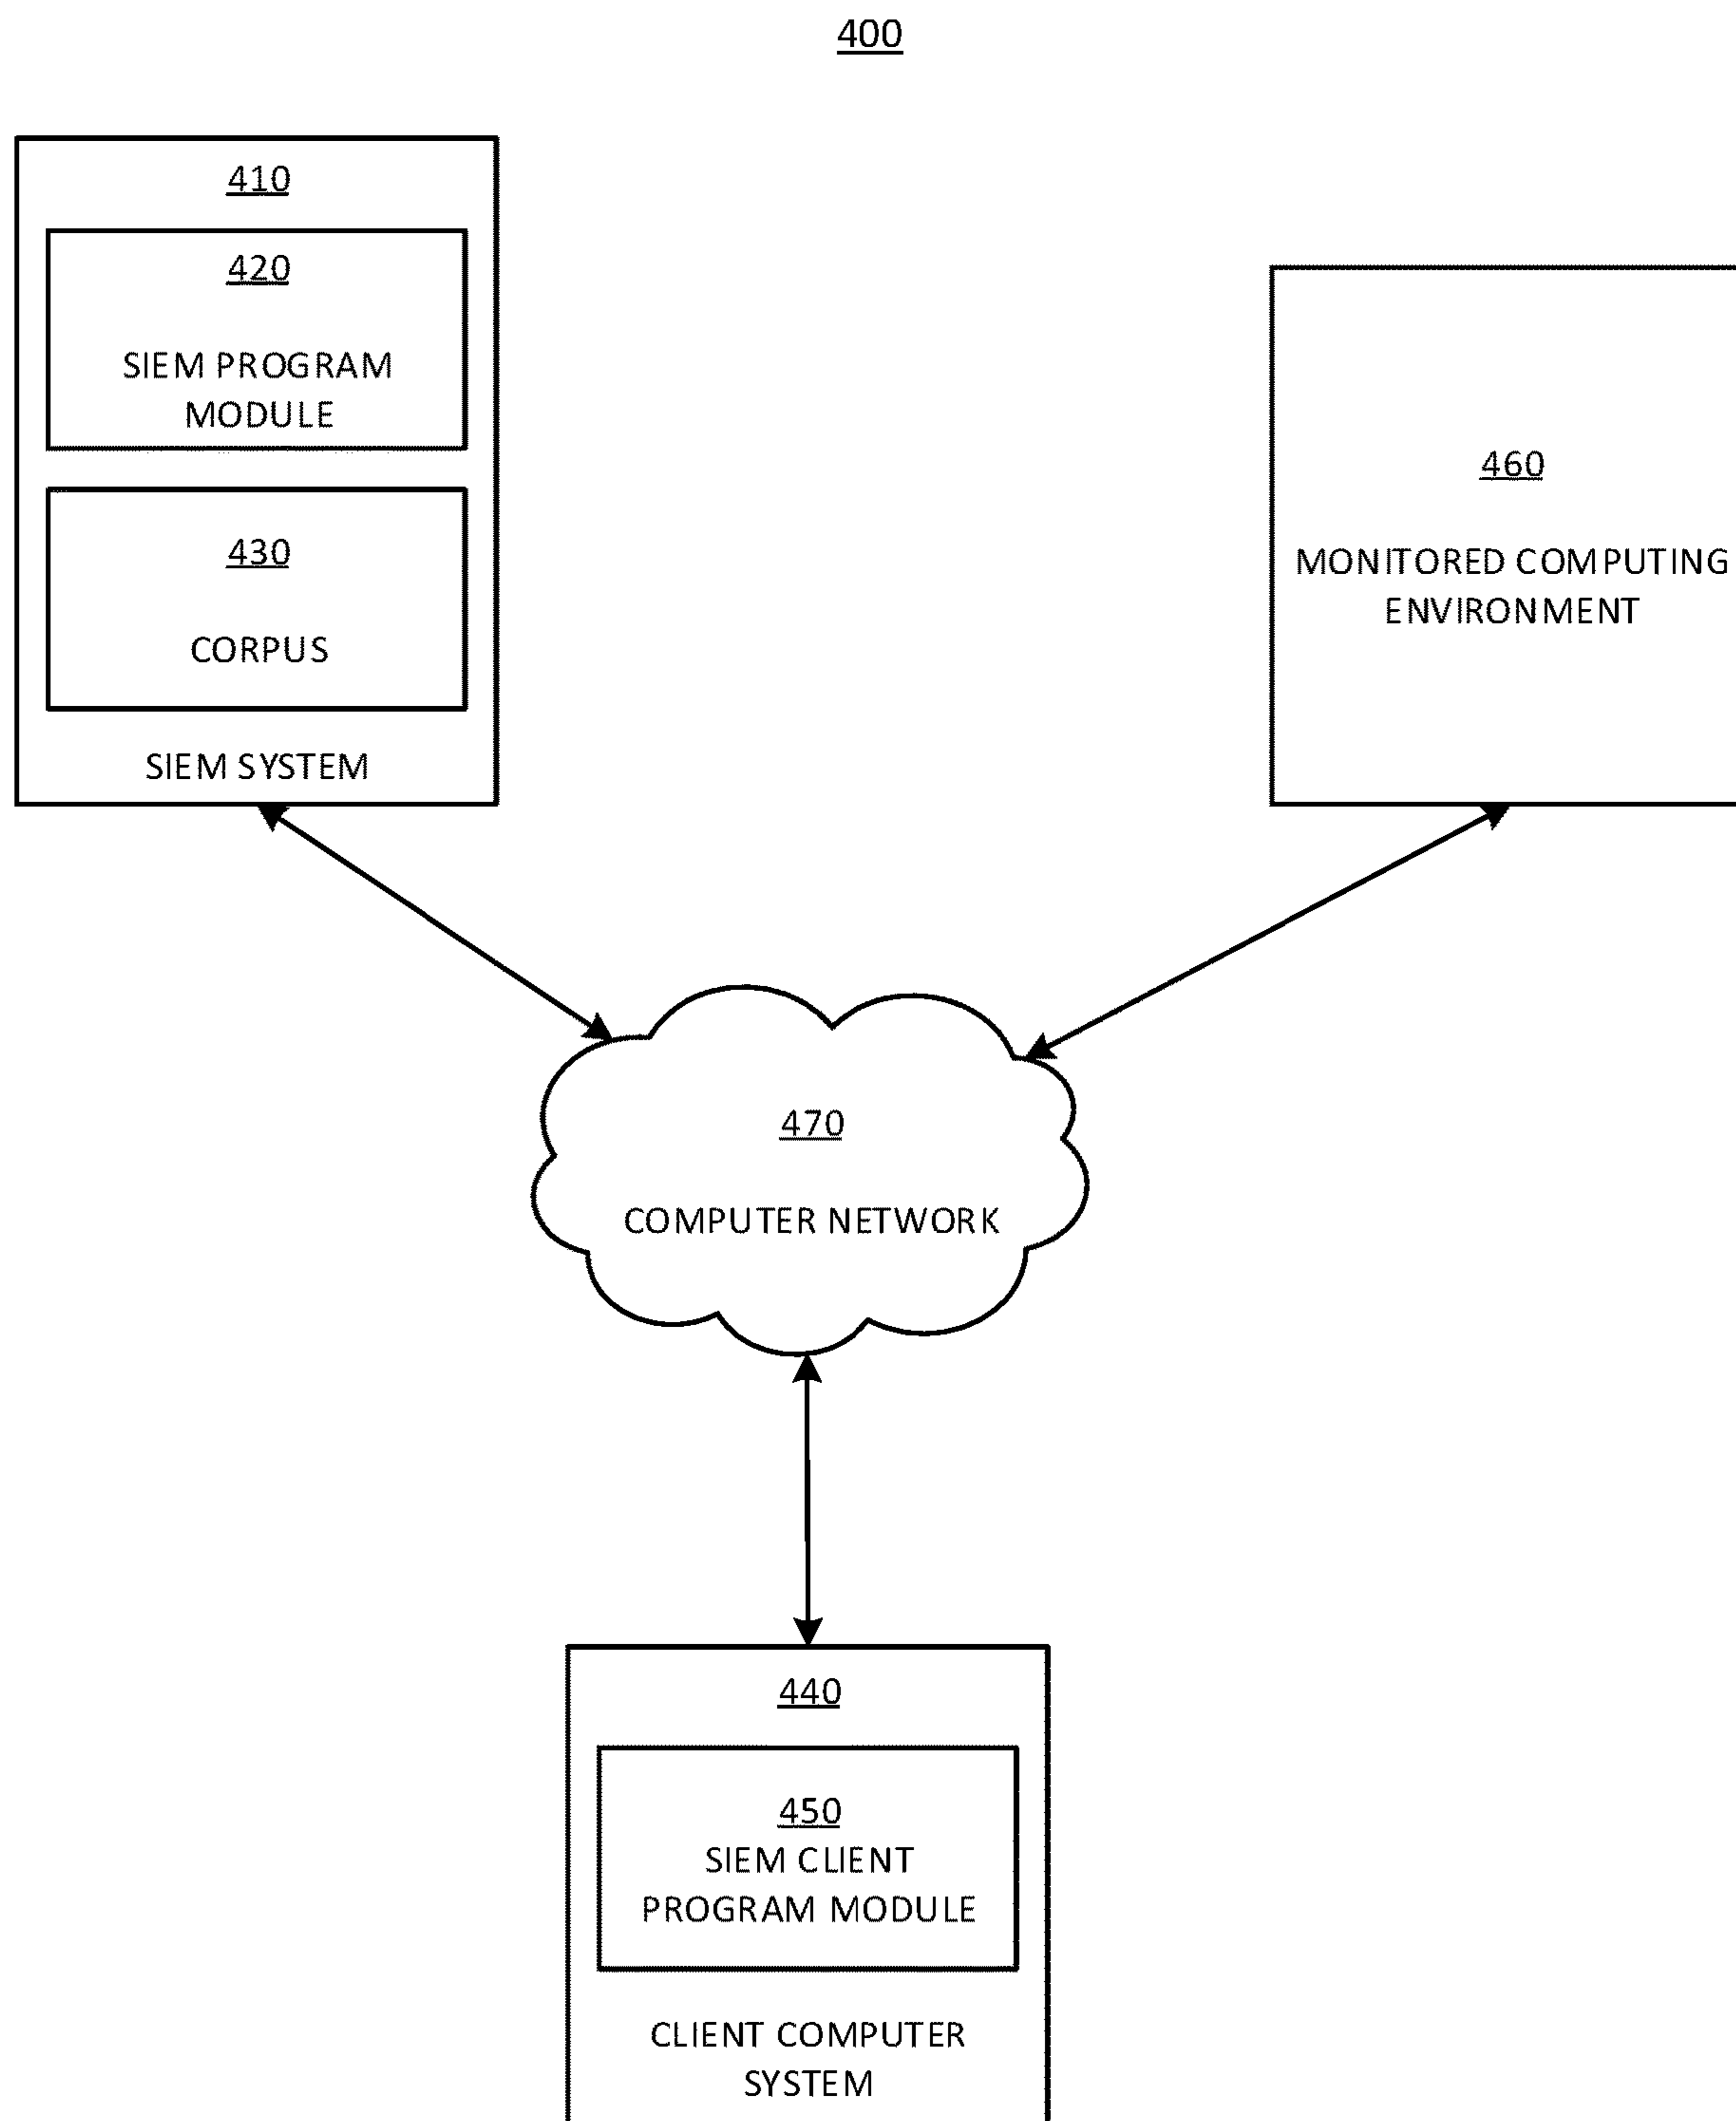 400
410
420
SIEM PROGRAM
MODULE
430
CORPUS
SIEM SYSTEM
460
MONITORED COMPUTING
ENVIRONMENT
470
COMPUTER NETWORK
440
450
SIEM CLIENT
PROGRAM MODULE
CLIENT COMPUTER
SYSTEM